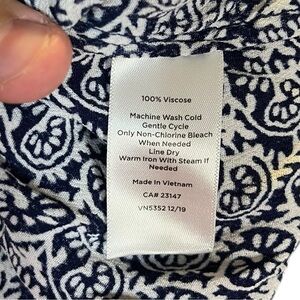 100% Viscose
Machine Wash Cold
Gentle Cycle
Only Non-Chlorine Bleach
When Needed
Line Dry
Warm Iron With Steam If
Needed
Made in Vietnam
CA# 23147
VN5352 12/19